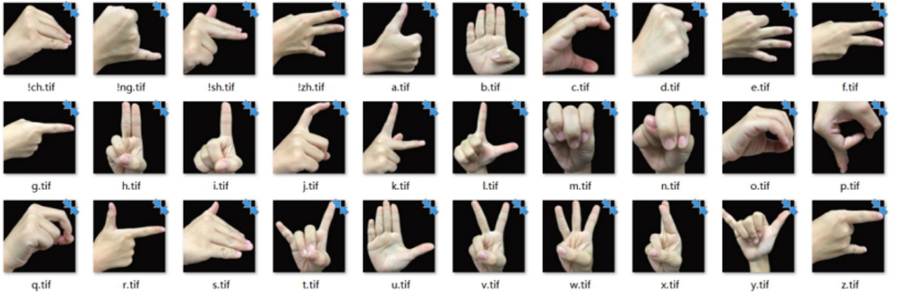 !ch.tif !ng.tif !sh.tif !zh.tif a.tif b.tif c.tif d.tif e.tif f.tif
g.tif h.tif i.tif j.tif k.tif l.tif m.tif n.tif o.tif p.tif
q.tif r.tif s.tif t.tif u.tif v.tif w.tif x.tif y.tif z.tif